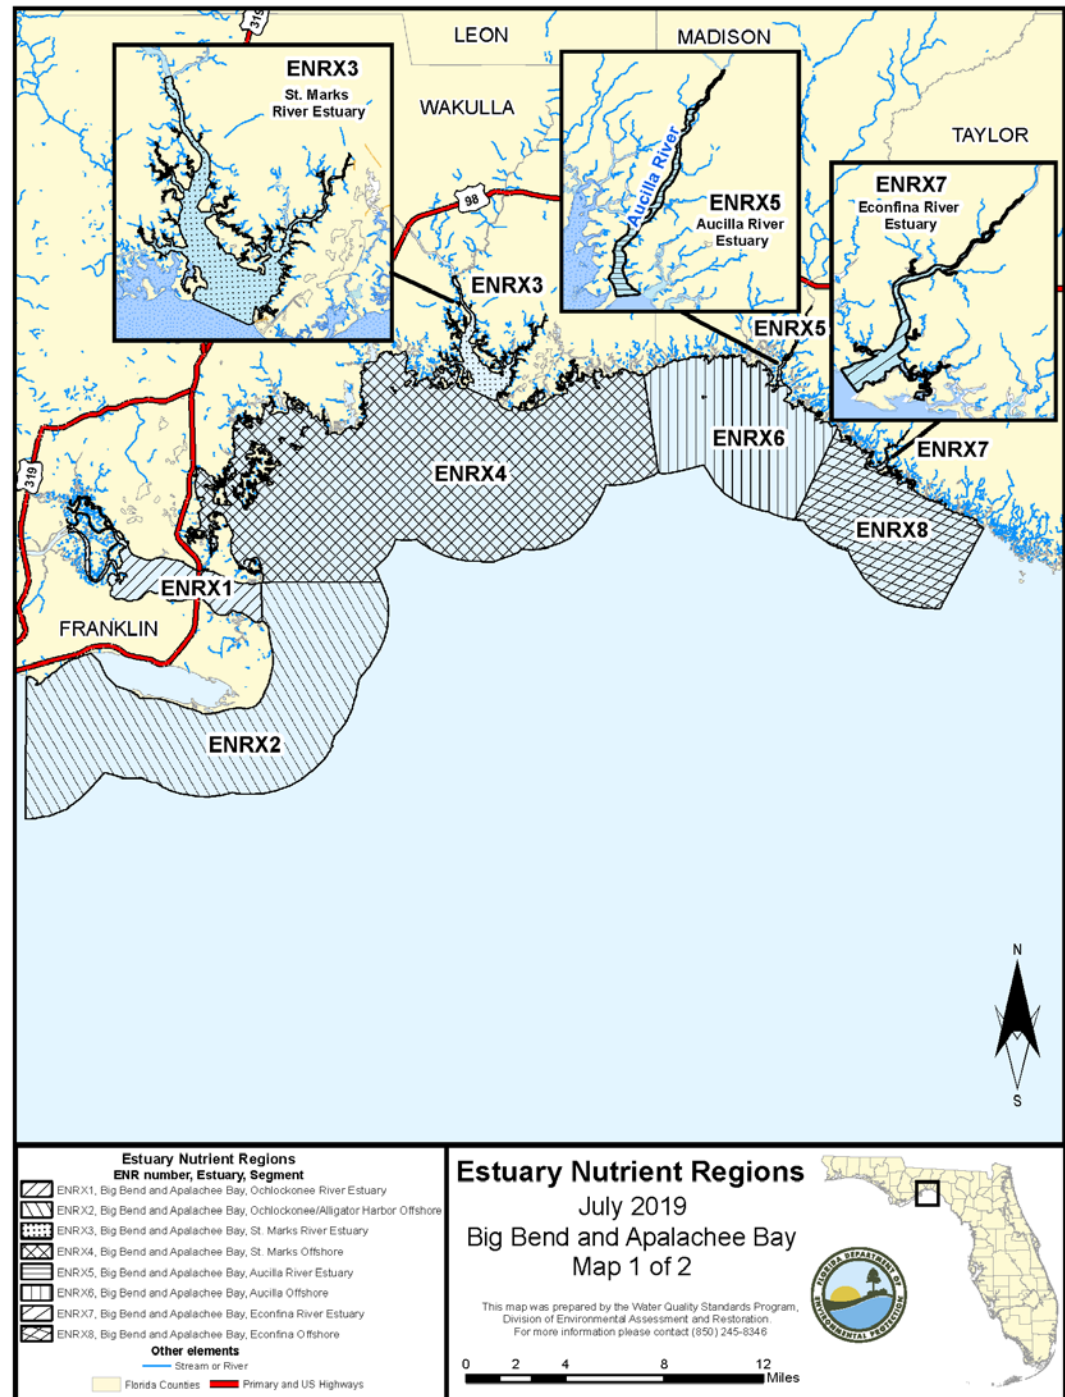 319
LEON
MADISON
ENRX3
St. Marks
River Estuary
WAKULLA
Aucilla River
ENRX5
Aucilla River
Estuary
TAYLOR
ENRX7
Econfina River
Estuary
98
ENRX3
ENRX5
ENRX6
ENRX7
ENRX4
319
ENRX8
ENRX1
FRANKLIN
ENRX2
N
S
Estuary Nutrient Regions
ENR number, Estuary, Segment
ENRX1, Big Bend and Apalachee Bay, Ochlockonee River Estuary
ENRX2, Big Bend and Apalachee Bay, Ochlockonee/Alligator Harbor Offshore
ENRX3, Big Bend and Apalachee Bay, St. Marks River Estuary
ENRX4, Big Bend and Apalachee Bay, St. Marks Offshore
ENRX5, Big Bend and Apalachee Bay, Aucilla River Estuary
ENRX6, Big Bend and Apalachee Bay, Aucilla Offshore
ENRX7, Big Bend and Apalachee Bay, Econfina River Estuary
ENRX8, Big Bend and Apalachee Bay, Econfina Offshore
Other elements
Stream or River
Florida Counties Primary and US Highways
Estuary Nutrient Regions
July 2019
Big Bend and Apalachee Bay
Map 1 of 2
This map was prepared by the Water Quality Standards Program,
Division of Environmental Assessment and Restoration.
For more information please contact (850) 245-8346
FLORIDA DEPARTMENT OF
ENVIRONMENTAL PROTECTION
0 2 4 8 12
Miles